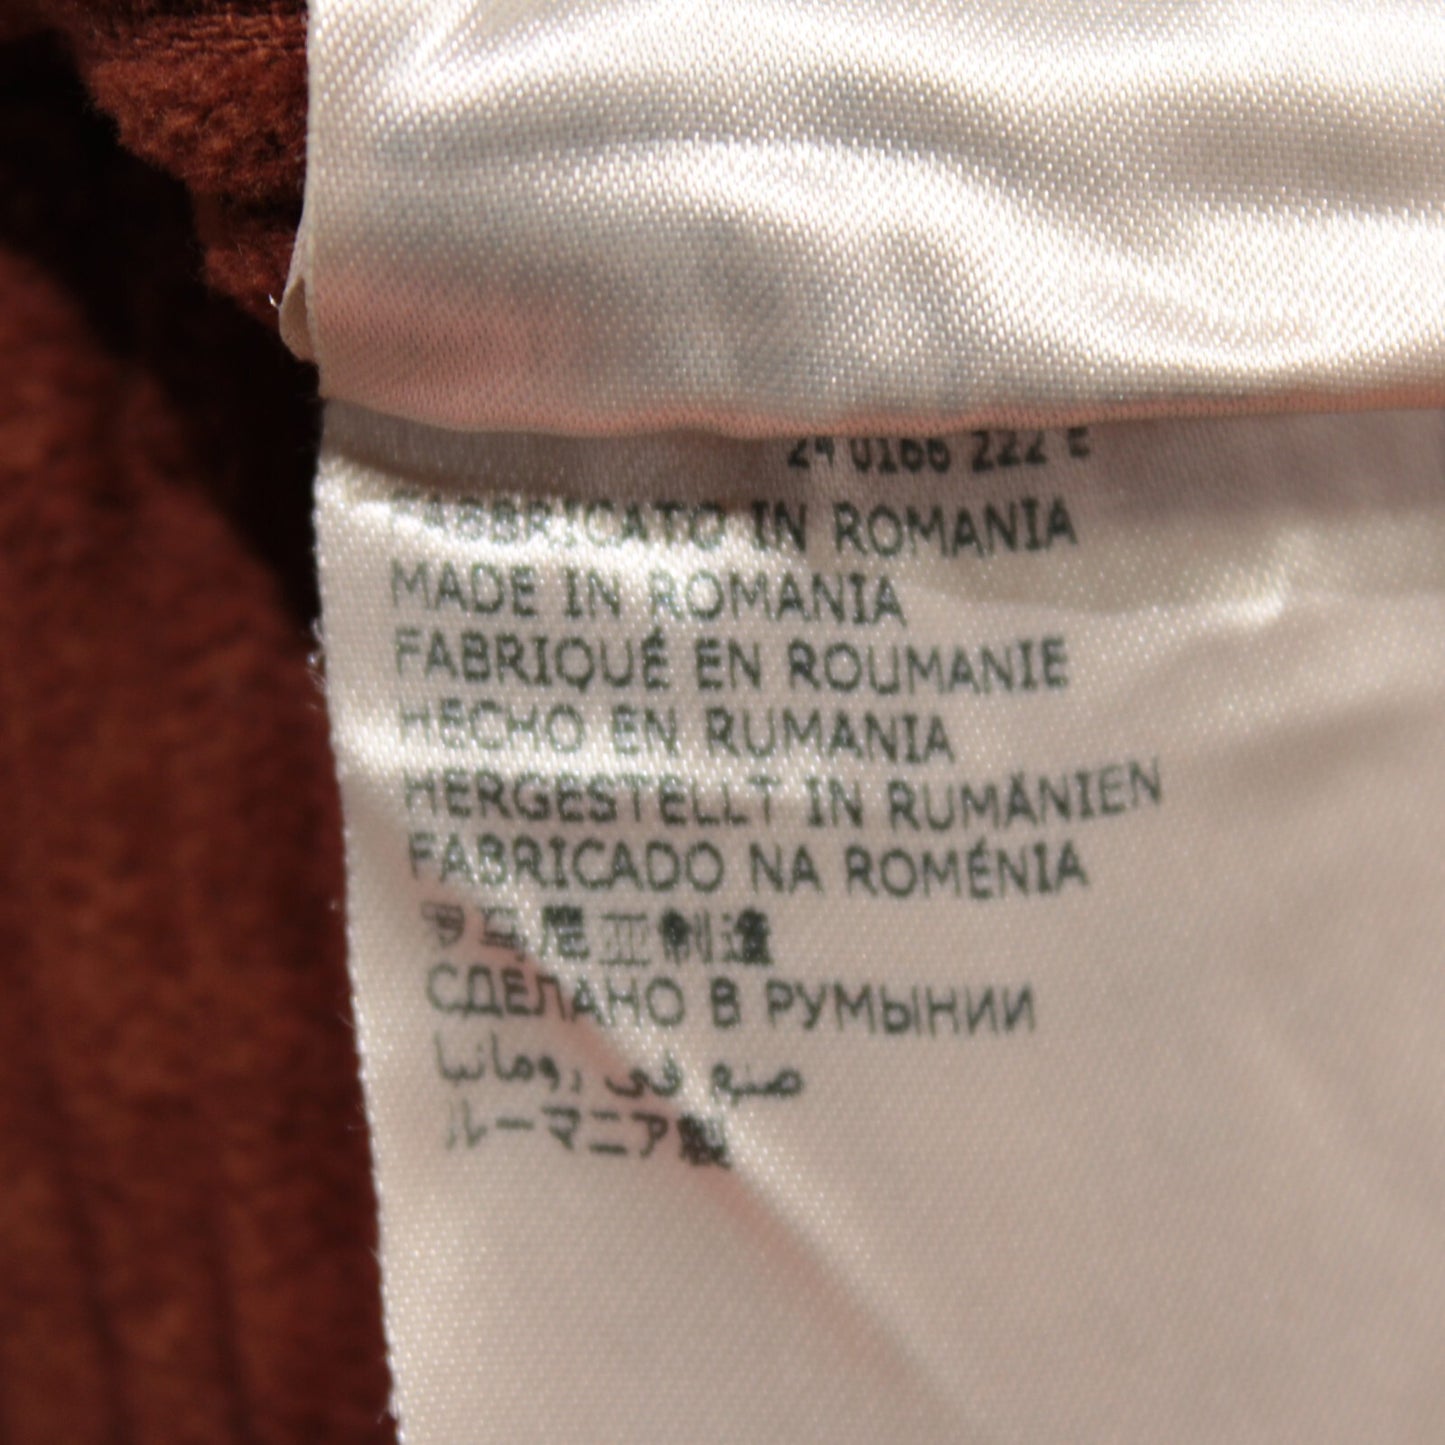 24 0166 222 E
FABBRICATO IN ROMANIA
MADE IN ROMANIA
FABRIQUÉ EN ROUMANIE
HECHO EN RUMANIA
HERGESTELLT IN RUMÄNIEN
FABRICADO NA ROMÉNIA
罗马尼亚制造
СДЕЛАНО В РУМЫНИИ
صنع في رومانيا
ルーマニア製